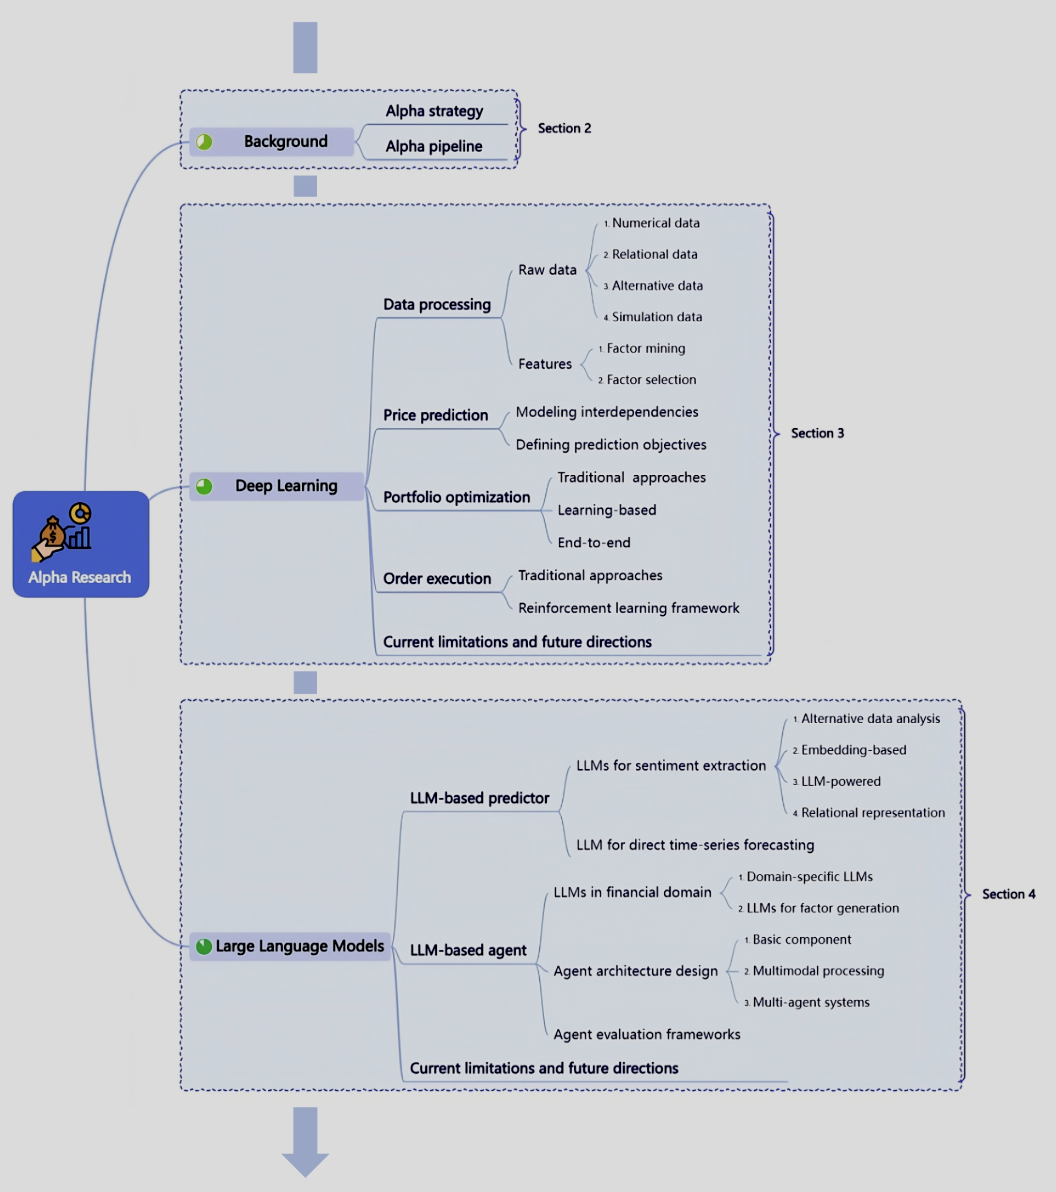 Alpha strategy
Background
Alpha pipeline
Section 2
1. Numerical data
2. Relational data
Raw data
3. Alternative data
Data processing
4. Simulation data
1. Factor mining
Features
2. Factor selection
Price prediction
Modeling interdependencies
Defining prediction objectives
Section 3
Deep Learning
Portfolio optimization
Traditional approaches
Learning-based
End-to-end
Alpha Research
Order execution
Traditional approaches
Reinforcement learning framework
Current limitations and future directions
1. Alternative data analysis
2. Embedding-based
LLMs for sentiment extraction
3. LLM-powered
LLM-based predictor
4. Relational representation
LLM for direct time-series forecasting
1. Domain-specific LLMs
LLMs in financial domain
2. LLMs for factor generation
Section 4
Large Language Models
LLM-based agent
1. Basic component
Agent architecture design
2. Multimodal processing
3. Multi-agent systems
Agent evaluation frameworks
Current limitations and future directions